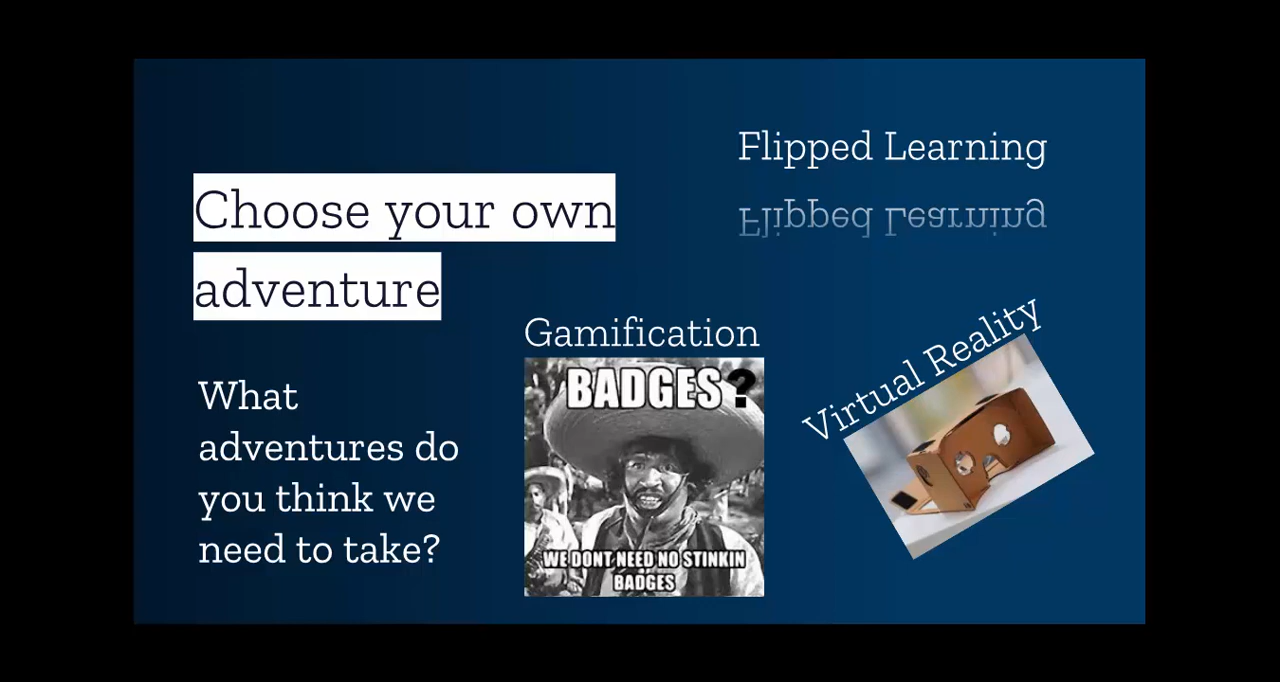 Choose your own
adventure
What
adventures do
you think we
need to take?
Flipped Learning
Flipped Learning
Gamification
BADGES?
WE DONT NEED NO STINKIN
BADGES
Virtual Reality